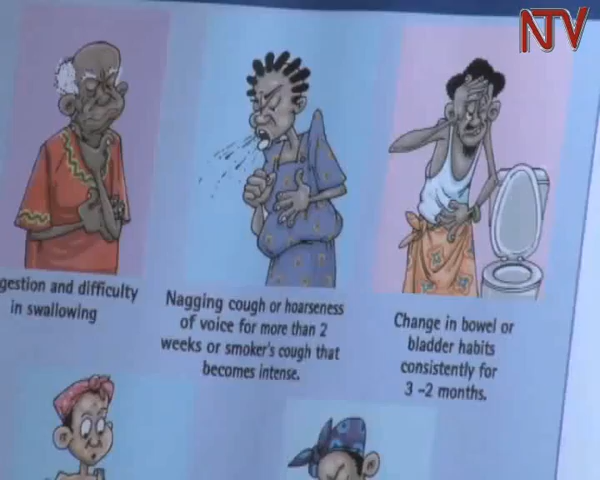 NTV
gestion and difficulty
in swallowing
Nagging cough or hoarseness
of voice for more than 2
weeks or smoker's cough that
becomes intense.
Change in bowel or
bladder habits
consistently for
3 -2 months.